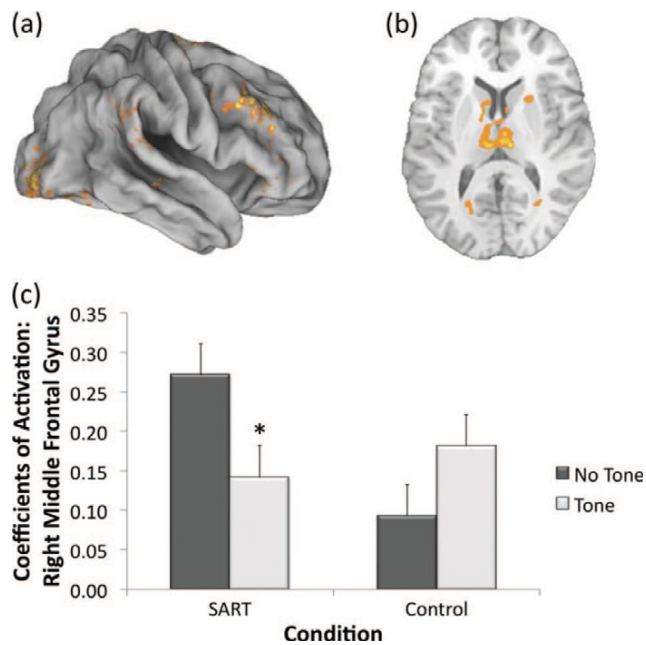 (a)
(b)
(c)
Coefficients of Activation:
Right Middle Frontal Gyrus
0.35
0.30
0.25
0.20
0.15
0.10
0.05
0.00
*
No Tone
Tone
SART
Control
Condition